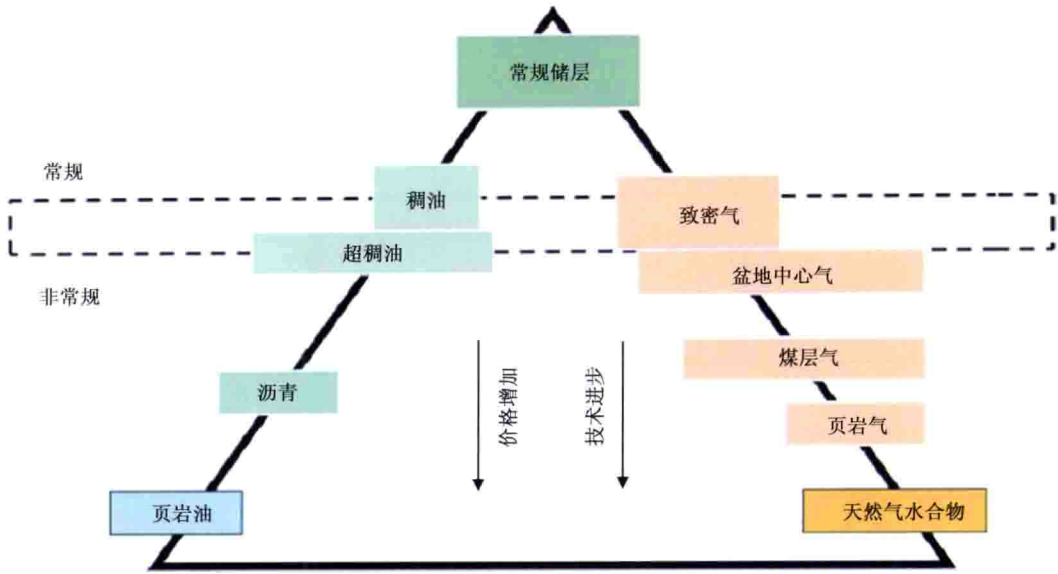 常规储层
常规
稠油
致密气
超稠油
盆地中心气
非常规
煤层气
沥青
价格增加
技术进步
页岩气
页岩油
天然气水合物